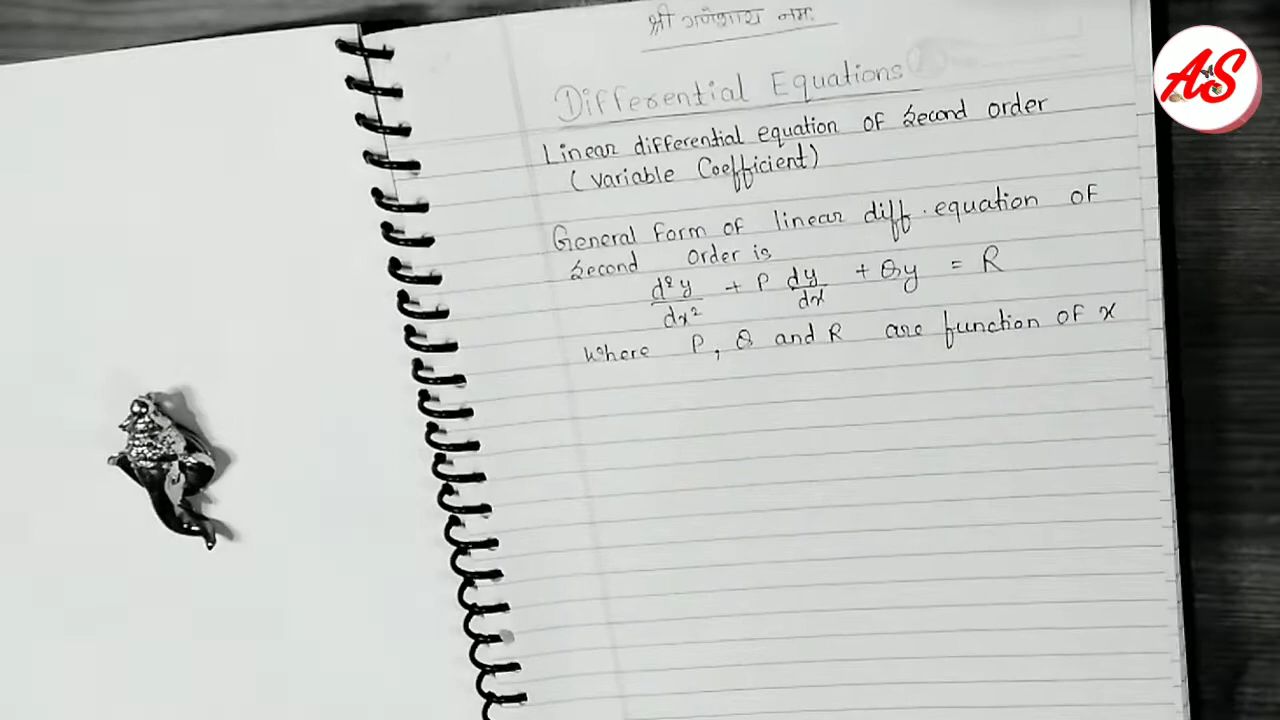 श्री गणेशाय नमः
AS
Differential Equations
Linear differential equation of second order
(variable Coefficient)
General form of linear diff. equation of
second order is
d²y/dx² + P dy/dx + Qy = R
where P, Q and R are function of x